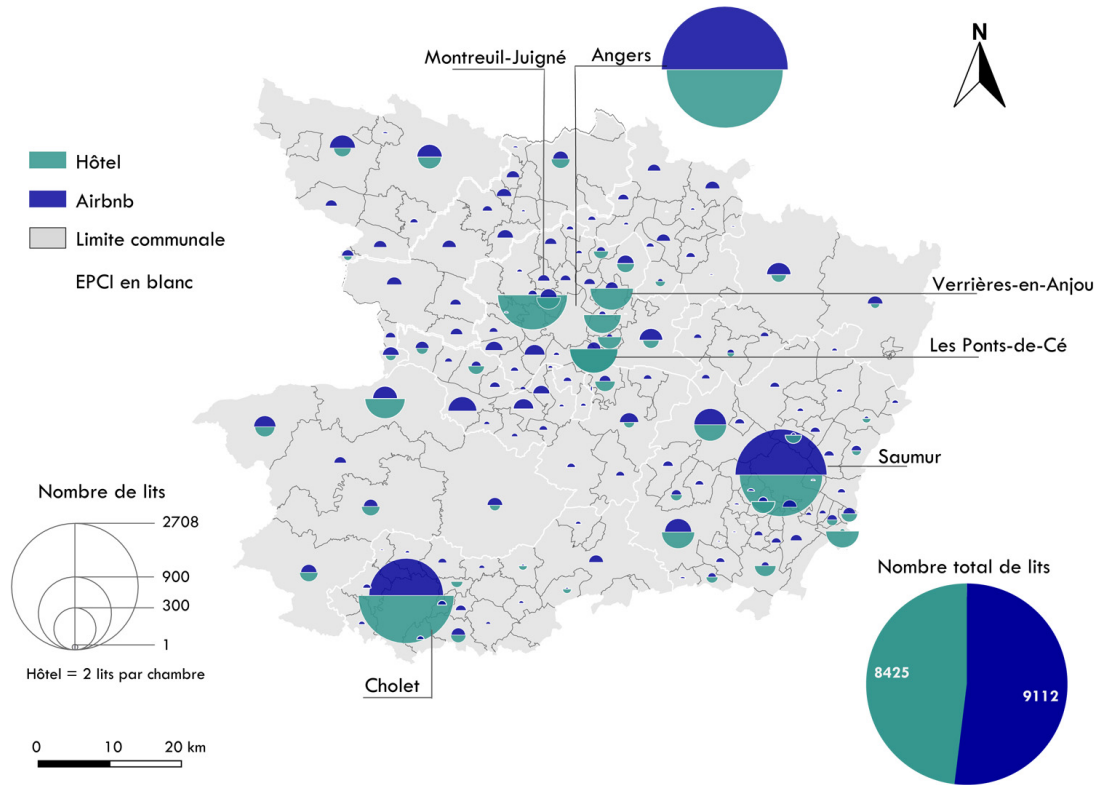 Montreuil-Juigné
Angers
N
Hôtel
Airbnb
Limite communale
EPCI en blanc
Verrières-en-Anjou
Les Ponts-de-Cé
Saumur
Cholet
Nombre de lits
2708
900
300
1
Hôtel = 2 lits par chambre
0 10 20 km
Nombre total de lits
8425
9112